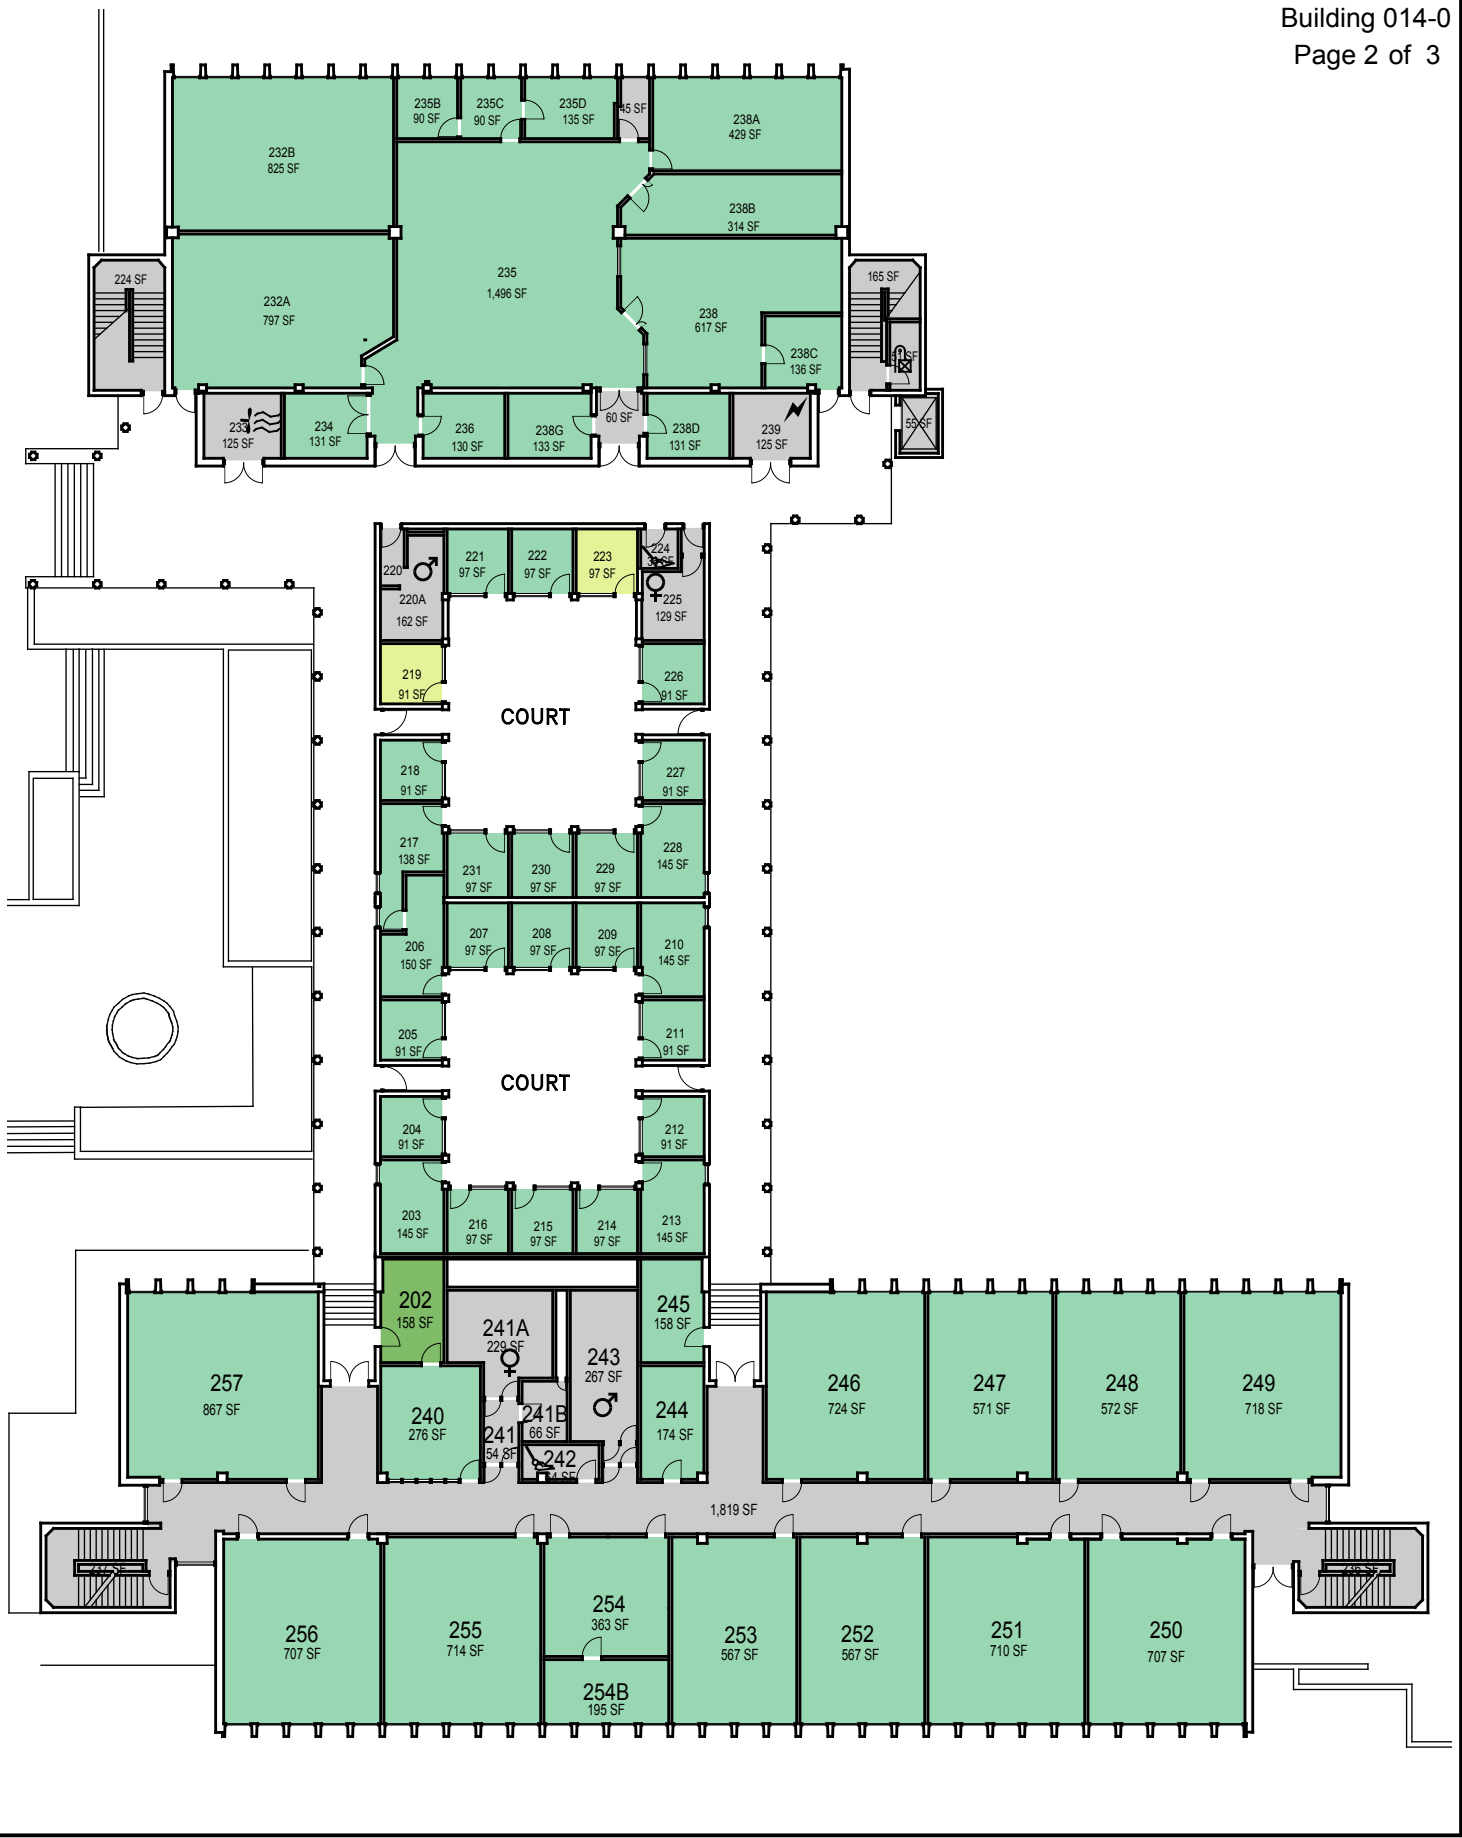 Building 014-0
Page 2 of 3
235B
90 SF
235C
90 SF
235D
135 SF
45 SF
238A
429 SF
232B
825 SF
238B
314 SF
224 SF
232A
797 SF
235
1,496 SF
238
617 SF
238C
136 SF
165 SF
233
125 SF
234
131 SF
236
130 SF
238G
133 SF
60 SF
238D
131 SF
239
125 SF
55 SF
220
220A
162 SF
221
97 SF
222
97 SF
223
97 SF
224
225
129 SF
219
91 SF
226
91 SF
COURT
218
91 SF
227
91 SF
217
138 SF
231
97 SF
230
97 SF
229
97 SF
228
145 SF
206
150 SF
207
97 SF
208
97 SF
209
97 SF
210
145 SF
205
91 SF
211
91 SF
COURT
204
91 SF
212
91 SF
203
145 SF
216
97 SF
215
97 SF
214
97 SF
213
145 SF
202
158 SF
241A
229 SF
243
267 SF
245
158 SF
257
867 SF
240
276 SF
241
54 SF
241B
66 SF
242
244
174 SF
246
724 SF
247
571 SF
248
572 SF
249
718 SF
1,819 SF
237 SF
256
707 SF
255
714 SF
254
363 SF
254B
195 SF
253
567 SF
252
567 SF
251
710 SF
250
707 SF